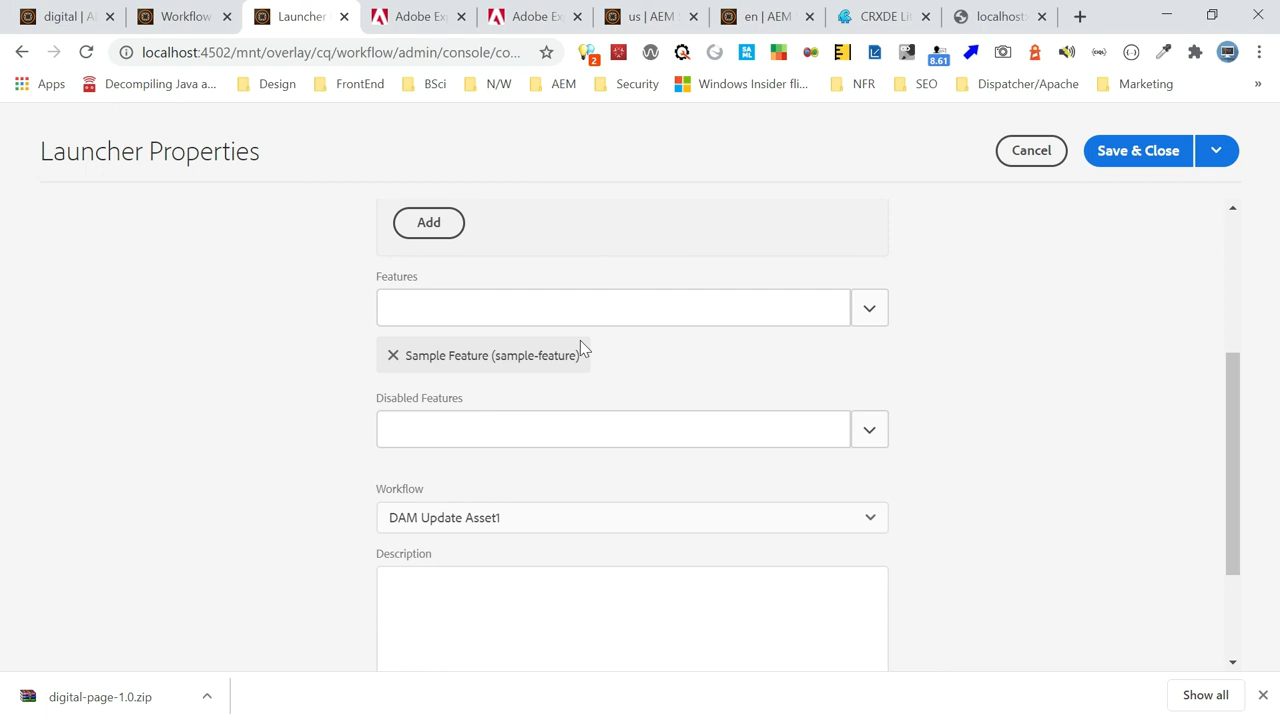 digital | A
Workflow
Launcher
Adobe Ex
Adobe Ex
us | AEM
en | AEM
CRXDE Li
localhost
localhost:4502/mnt/overlay/cq/workflow/admin/console/co...
2
8.61
Apps
Decompiling Java a...
Design
FrontEnd
BSci
N/W
AEM
Security
Windows Insider fli...
NFR
SEO
Dispatcher/Apache
Marketing
»
Launcher Properties
Cancel
Save & Close
Add
Features
Sample Feature (sample-feature)
Disabled Features
Workflow
DAM Update Asset1
Description
digital-page-1.0.zip
Show all